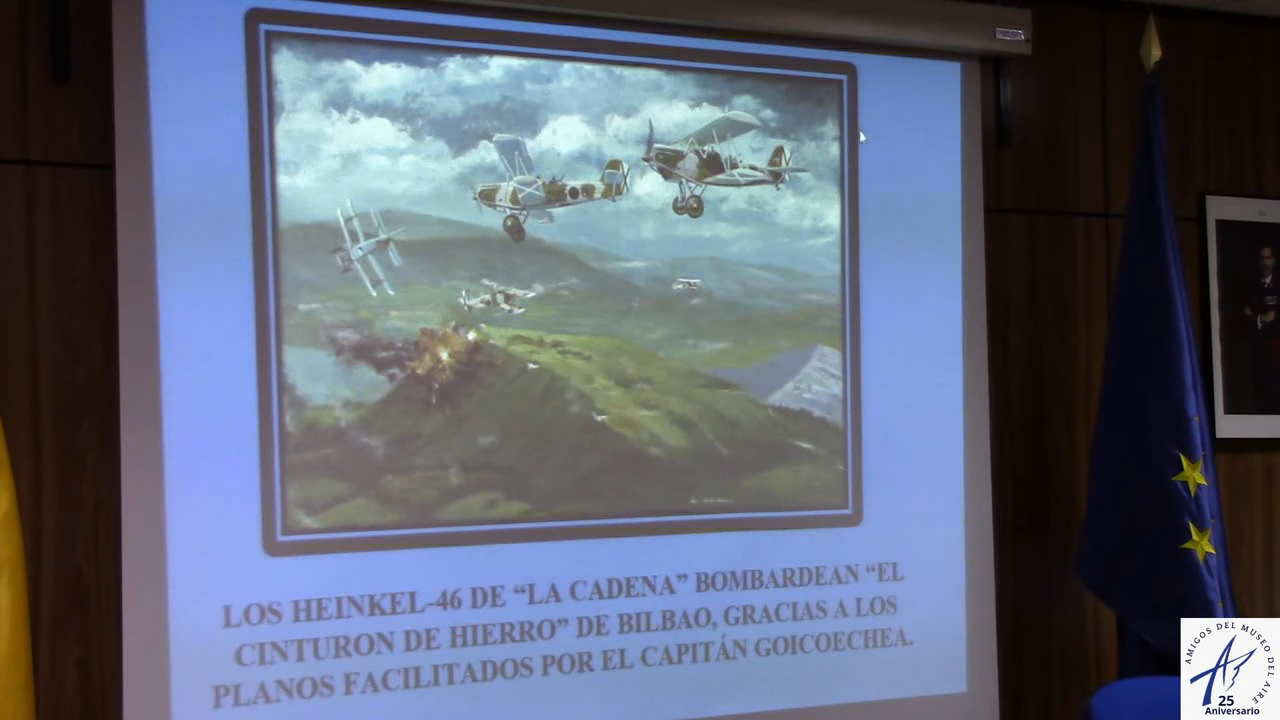 LOS HEINKEL-46 DE “LA CADENA” BOMBARDEAN “EL
CINTURON DE HIERRO” DE BILBAO, GRACIAS A LOS
PLANOS FACILITADOS POR EL CAPITÁN GOICOECHEA.
AMIGOS DEL MUSEO DEL AIRE
25
Aniversario